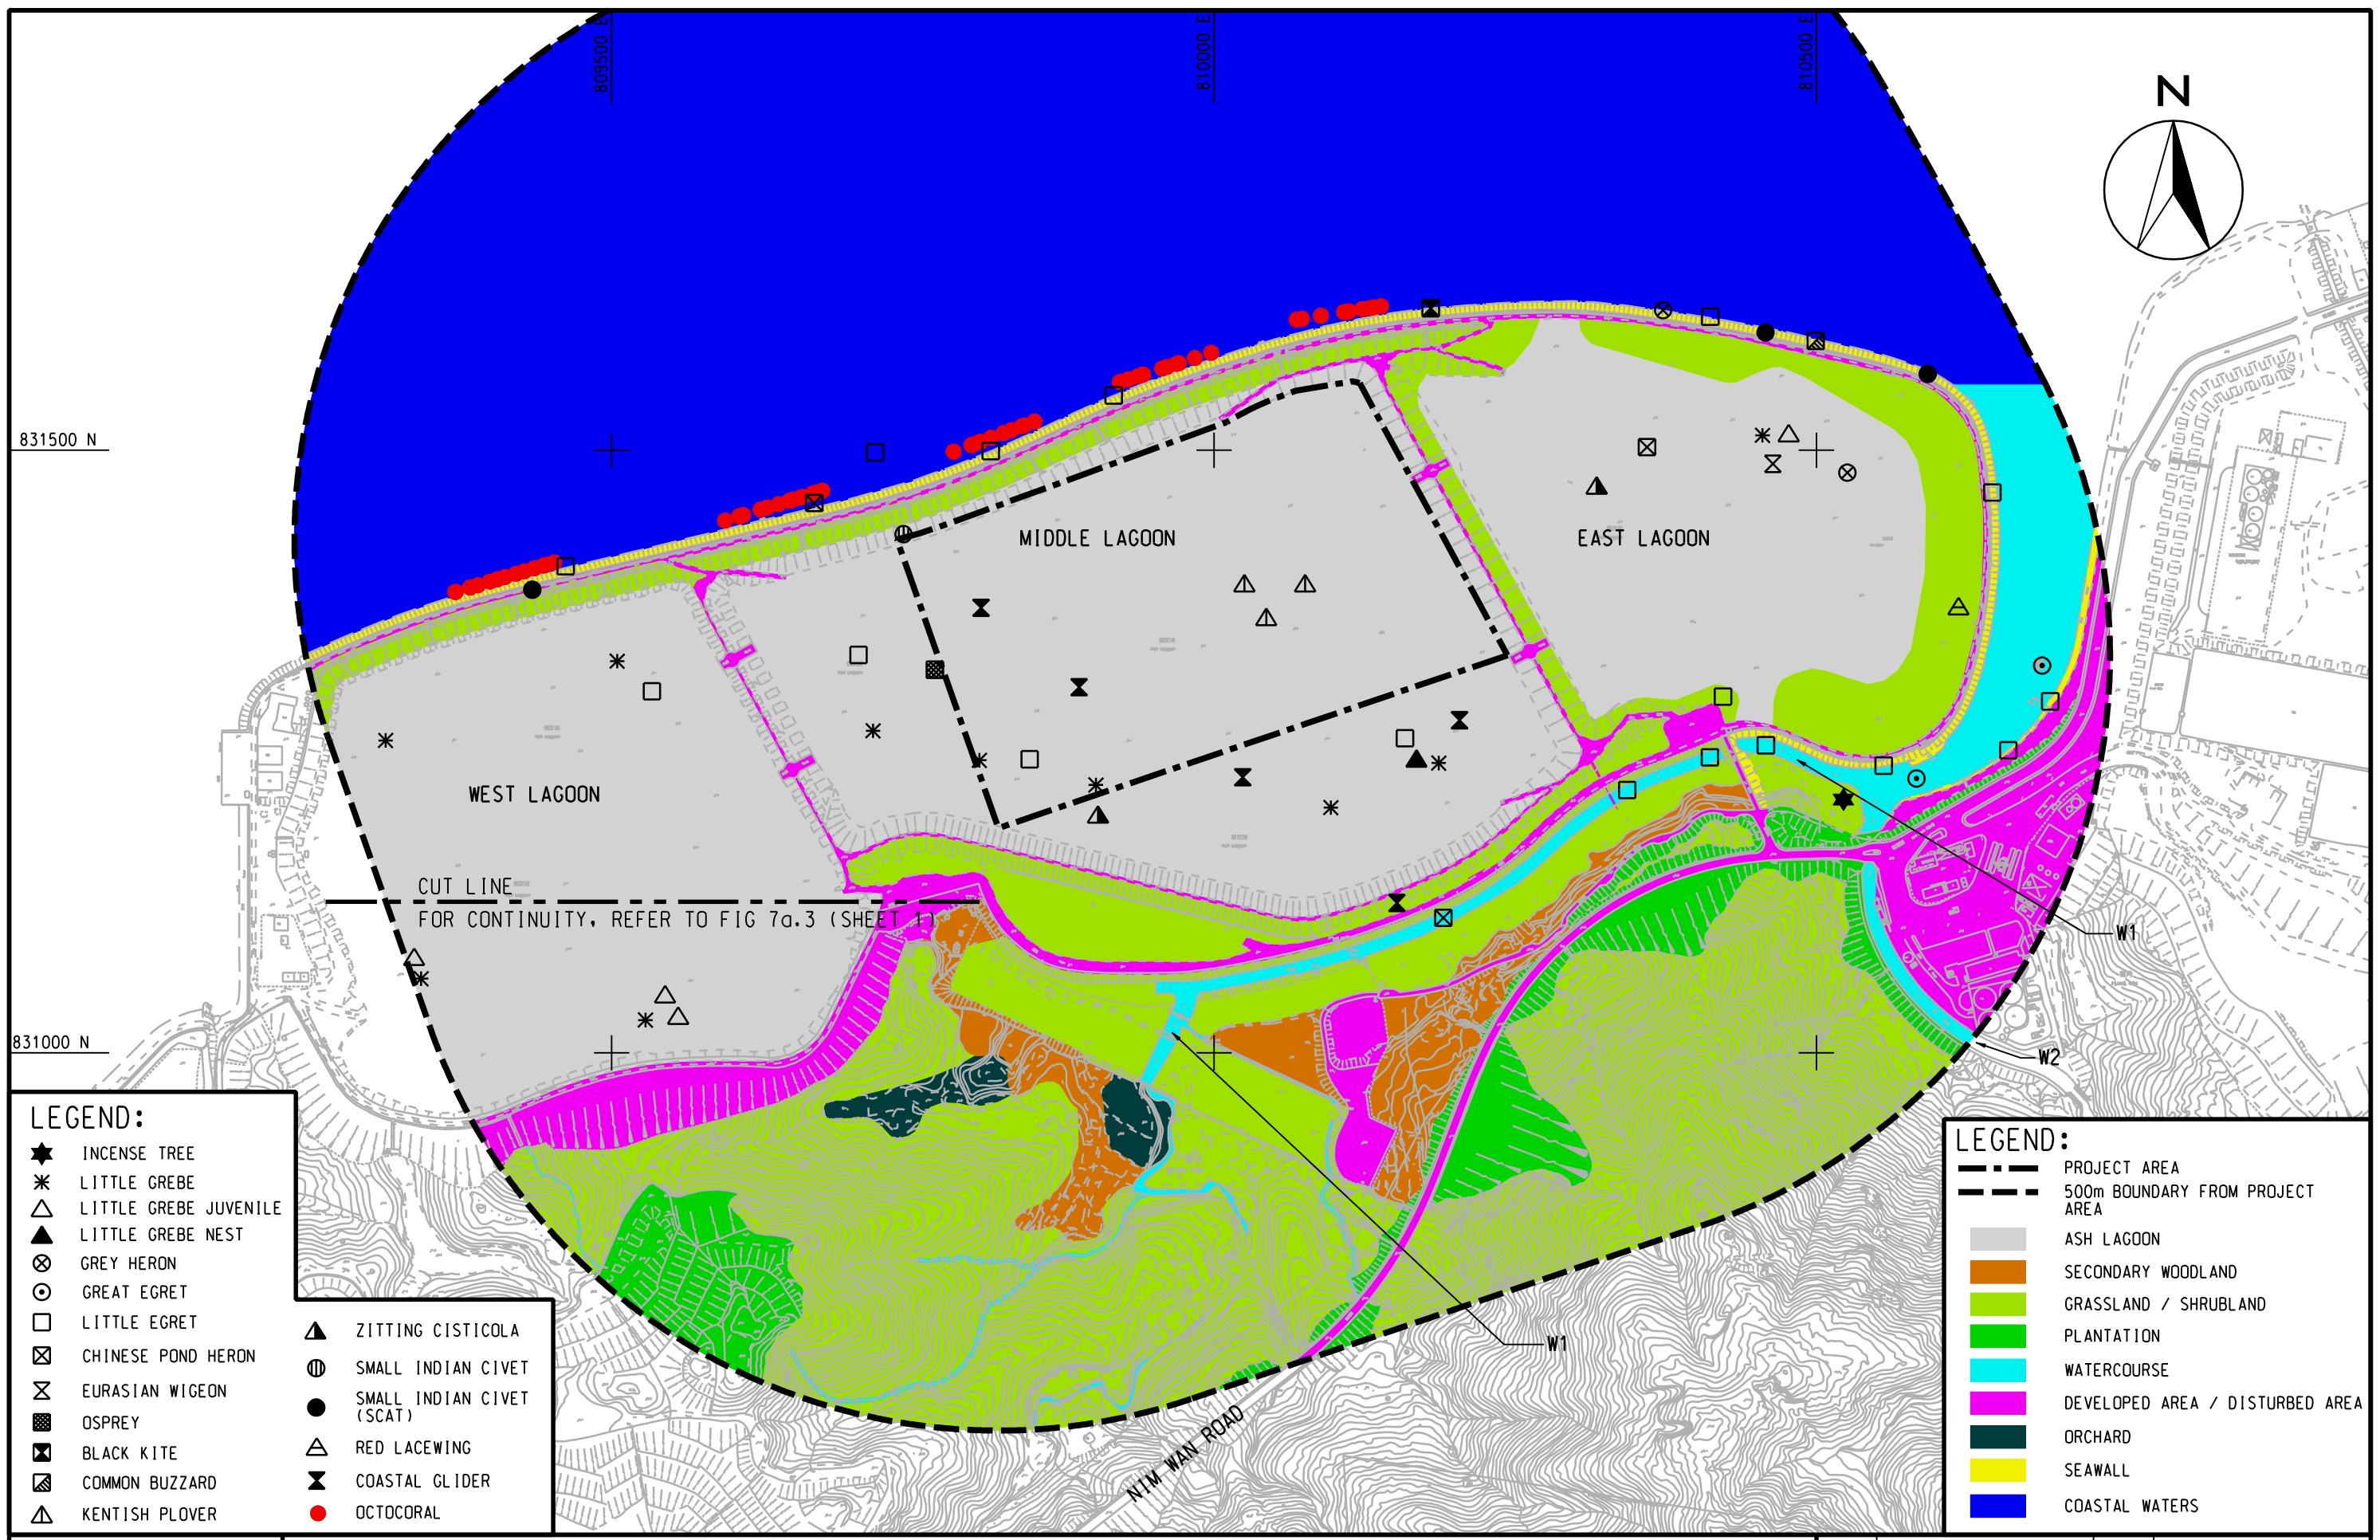 809500 E
810000 E
810500 E
N
831500 N
MIDDLE LAGOON
EAST LAGOON
WEST LAGOON
CUT LINE
FOR CONTINUITY, REFER TO FIG 7a.3 (SHEET 1)
W1
831000 N
W2
W1
NIM WAN ROAD
LEGEND:
INCENSE TREE
LITTLE GREBE
LITTLE GREBE JUVENILE
LITTLE GREBE NEST
GREY HERON
GREAT EGRET
LITTLE EGRET
CHINESE POND HERON
EURASIAN WIGEON
OSPREY
BLACK KITE
COMMON BUZZARD
KENTISH PLOVER
ZITTING CISTICOLA
SMALL INDIAN CIVET
SMALL INDIAN CIVET
(SCAT)
RED LACEWING
COASTAL GLIDER
OCTOCORAL
LEGEND:
PROJECT AREA
500m BOUNDARY FROM PROJECT
AREA
ASH LAGOON
SECONDARY WOODLAND
GRASSLAND / SHRUBLAND
PLANTATION
WATERCOURSE
DEVELOPED AREA / DISTURBED AREA
ORCHARD
SEAWALL
COASTAL WATERS